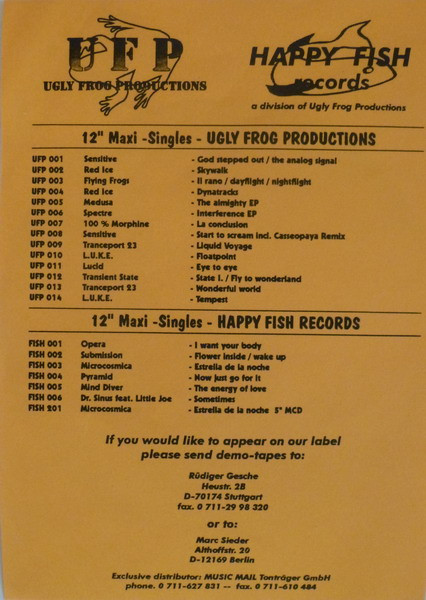 UFP
UGLY FROG PRODUCTIONS
HAPPY FISH
records
a division of Ugly Frog Productions
12" Maxi -Singles - UGLY FROG PRODUCTIONS
UFP 001 Sensitive - God stepped out / the analog signal
UFP 002 Red Ice - Skywalk
UFP 003 Flying Frogs - Il rano / dayflight / nightflight
UFP 004 Red Ice - Dynatracks
UFP 005 Medusa - The almighty EP
UFP 006 Spectre - Interference EP
UFP 007 100 % Morphine - La conclusion
UFP 008 Sensitive - Start to scream incl. Casseopaya Remix
UFP 009 Tranceport 23 - Liquid Voyage
UFP 010 L.U.K.E. - Floatpoint
UFP 011 Lucid - Eye to eye
UFP 012 Transient State - State I. / Fly to wonderland
UFP 013 Tranceport 23 - Wonderful world
UFP 014 L.U.K.E. - Tempest
12" Maxi -Singles - HAPPY FISH RECORDS
FISH 001 Opera - I want your body
FISH 002 Submission - Flower inside / wake up
FISH 003 Microcosmica - Estrella de la noche
FISH 004 Pyramid - Now just go for it
FISH 005 Mind Diver - The energy of love
FISH 006 Dr. Sinus feat. Little Joe - Sometimes
FISH 201 Microcosmica - Estrella de la noche 5" MCD
If you would like to appear on our label
please send demo-tapes to:
Rüdiger Gesche
Heustr. 2B
D-70174 Stuttgart
fax. 0 711-29 98 320
or to:
Marc Sieder
Althoffstr. 20
D-12169 Berlin
Exclusive distributor: MUSIC MAIL Tonträger GmbH
phone. 0 711-627 831 -- fax. 0 711-610 484